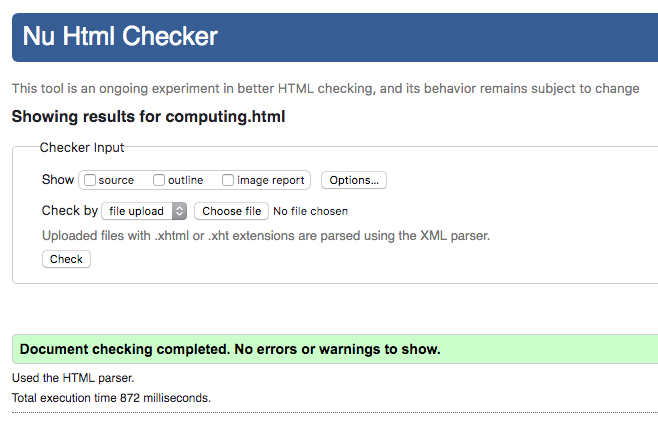 Nu Html Checker
This tool is an ongoing experiment in better HTML checking, and its behavior remains subject to change
Showing results for computing.html
Checker Input
Show source outline image report Options...
Check by file upload Choose file No file chosen
Uploaded files with .xhtml or .xht extensions are parsed using the XML parser.
Check
Document checking completed. No errors or warnings to show.
Used the HTML parser.
Total execution time 872 milliseconds.